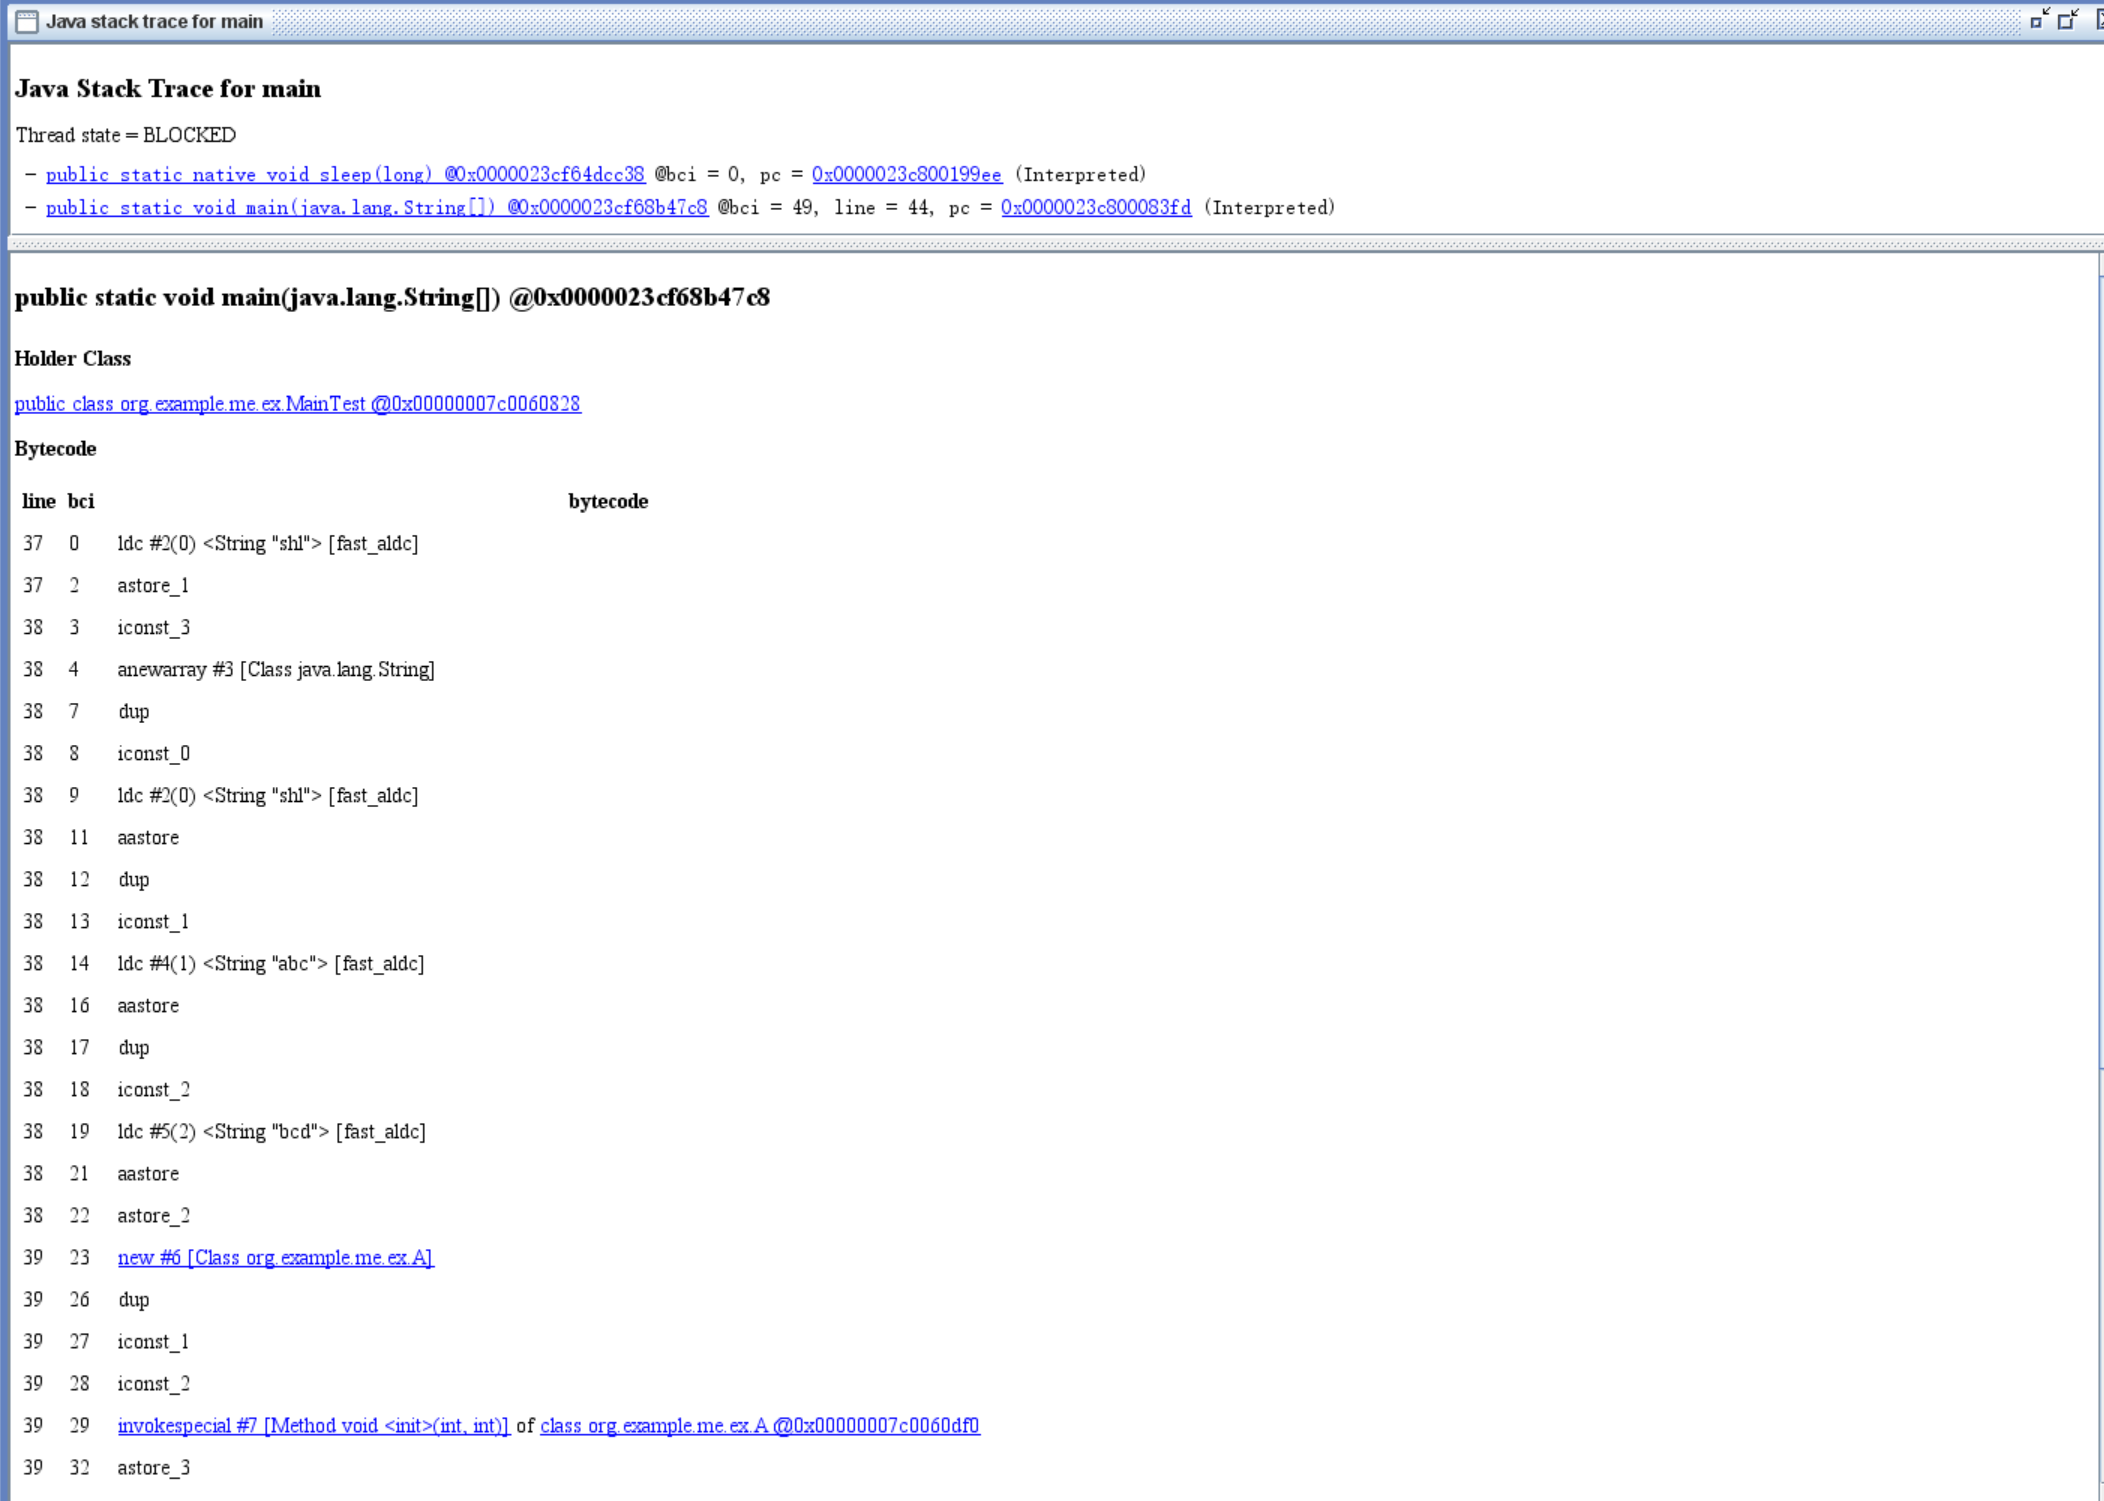 Java stack trace for main
Java Stack Trace for main
Thread state = BLOCKED
- public static native void sleep(long) @0x0000023cf64dcc38 @bci = 0, pc = 0x0000023c800199ee (Interpreted)
- public static void main(java.lang.String[]) @0x0000023cf68b47c8 @bci = 49, line = 44, pc = 0x0000023c800083fd (Interpreted)
public static void main(java.lang.String[]) @0x0000023cf68b47c8
Holder Class
public class org.example.me.ex.MainTest @0x00000007c0060828
Bytecode
line bci bytecode
37 0 ldc #2(0) <String "shl"> [fast_aldc]
37 2 astore_1
38 3 iconst_3
38 4 anewarray #3 [Class java.lang.String]
38 7 dup
38 8 iconst_0
38 9 ldc #2(0) <String "shl"> [fast_aldc]
38 11 aastore
38 12 dup
38 13 iconst_1
38 14 ldc #4(1) <String "abc"> [fast_aldc]
38 16 aastore
38 17 dup
38 18 iconst_2
38 19 ldc #5(2) <String "bcd"> [fast_aldc]
38 21 aastore
38 22 astore_2
39 23 new #6 [Class org.example.me.ex.A]
39 26 dup
39 27 iconst_1
39 28 iconst_2
39 29 invokespecial #7 [Method void <init>(int, int)] of class org.example.me.ex.A @0x00000007c0060df0
39 32 astore_3